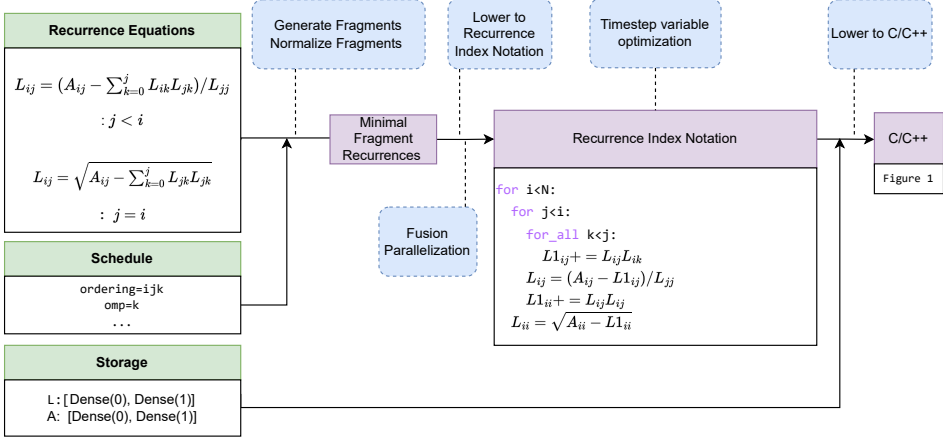 Recurrence Equations
L_{ij} = (A_{ij} − ∑_{k=0}^{j} L_{ik}L_{jk})/L_{jj}
: j < i
L_{ij} = √(A_{ij} − ∑_{k=0}^{j} L_{jk}L_{jk})
: j = i
Schedule
ordering=ijk
omp=k
...
Storage
L:[Dense(0), Dense(1)]
A: [Dense(0), Dense(1)]
Generate Fragments
Normalize Fragments
Minimal
Fragment
Recurrences
Lower to
Recurrence
Index Notation
Fusion
Parallelization
Timestep variable
optimization
Recurrence Index Notation
for i<N:
for j<i:
for_all k<j:
L1_{ij}+ = L_{ij}L_{ik}
L_{ij} = (A_{ij} − L1_{ij})/L_{jj}
L1_{ii}+ = L_{ij}L_{ij}
L_{ii} = √(A_{ii} − L1_{ii})
Lower to C/C++
C/C++
Figure 1